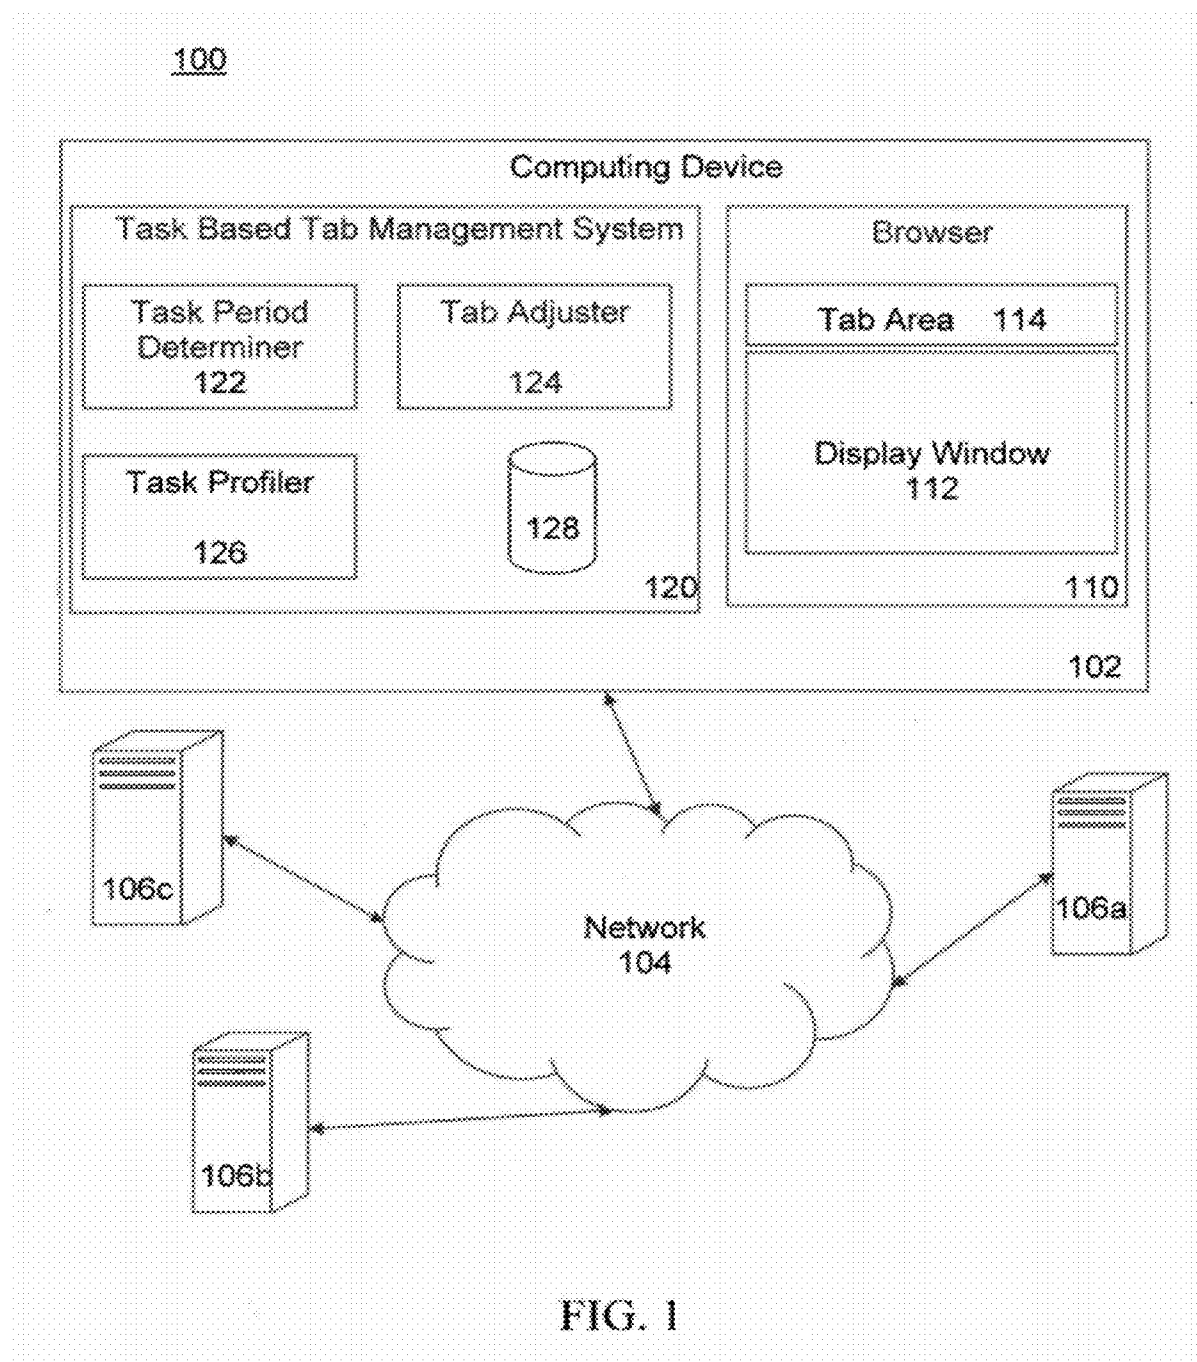 100
Computing Device
Task Based Tab Management System
Browser
Task Period
Determiner
122
Tab Adjuster
124
Tab Area 114
Display Window
112
Task Profiler
126
128
120
110
102
106c
106a
Network
104
106b
FIG. 1